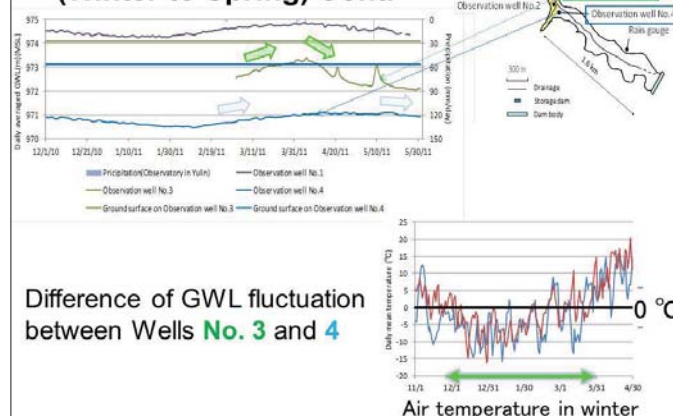 (Winter to Spring) Cont.
Daily averaged GWL(m)(MSL)
975
974
973
972
971
970
0
30
60
90
120
150
Precipitation(mm/day)
12/1/10 12/21/10 1/10/11 1/30/11 2/19/11 3/11/11 3/31/11 4/20/11 5/10/11 5/30/11
Pricipitation(Observatory in Yulin) Observation well No.1
Observation well No.3 Observation well No.4
Ground surface on Observation well No.3 Ground surface on Observation well No.4
Observation well No.2
Observation well No.4
Rain gauge
300 m
1.6 km
Drainage
Storage dam
Dam body
Difference of GWL fluctuation
between Wells No. 3 and 4
Daily mean temperature (℃)
25
20
15
10
5
0
-5
-10
-15
-20
0 ℃
11/1 12/1 12/31 1/30 3/1 3/31 4/30
Air temperature in winter